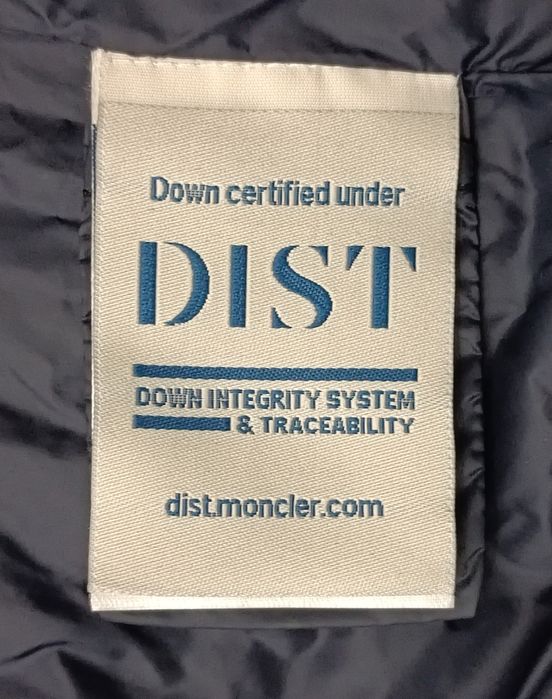 Down certified under
DIST
DOWN INTEGRITY SYSTEM
& TRACEABILITY
dist.moncler.com